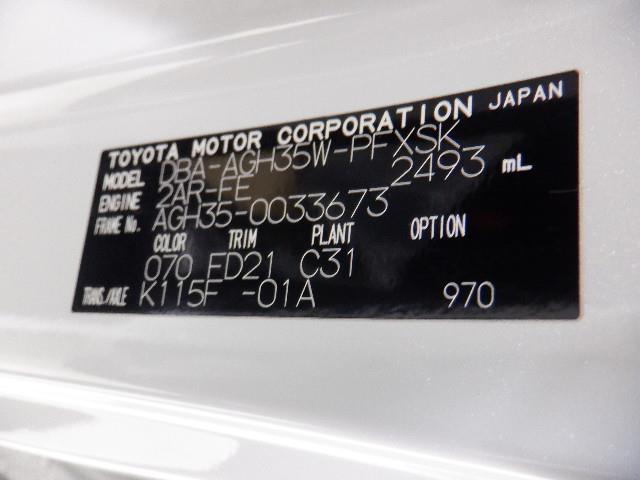 TOYOTA MOTOR CORPORATION JAPAN
MODEL DBA-AGH35W-PFXSK
ENGINE 2AR-FE 2493 mL
FRAME No. AGH35-0033673
COLOR TRIM PLANT OPTION
070 FD21 C31
TRANS./AXLE K115F -01A 970